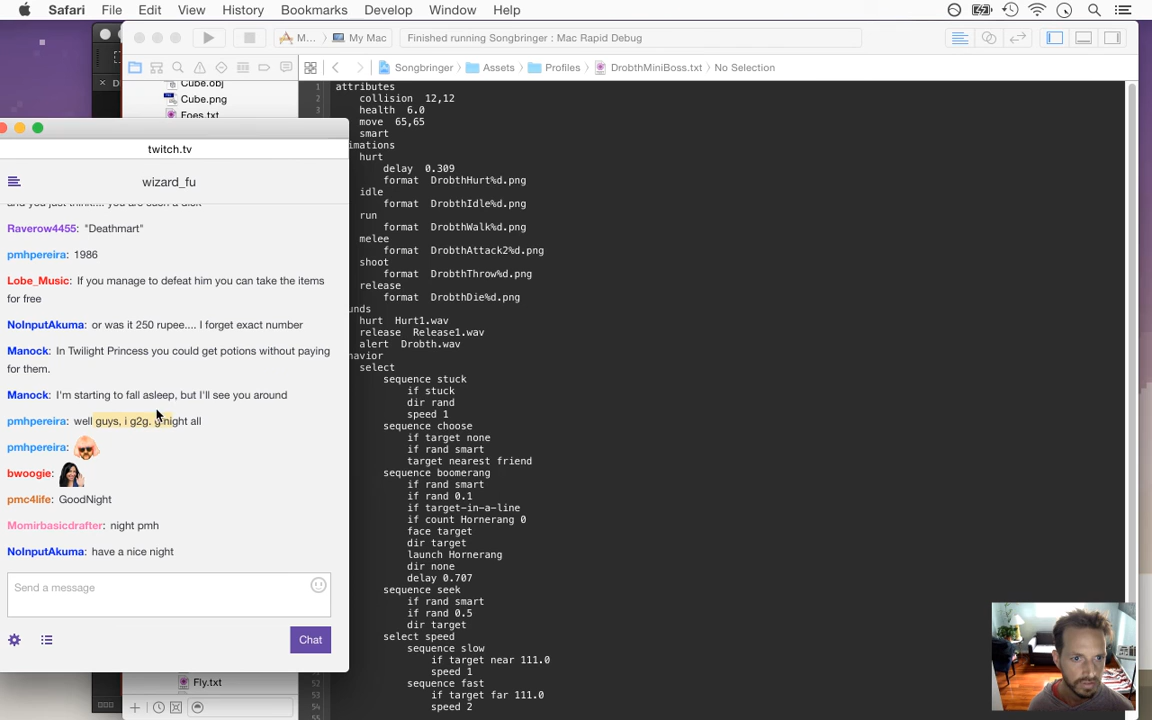 Safari File Edit View History Bookmarks Develop Window Help
M... My Mac Finished running Songbringer : Mac Rapid Debug
Songbringer Assets Profiles DrobthMiniBoss.txt No Selection
Cube.obj
Cube.png
Foes.txt
twitch.tv
wizard_fu
Raverow4455: "Deathmart"
pmhpereira: 1986
Lobe_Music: If you manage to defeat him you can take the items
for free
NoInputAkuma: or was it 250 rupee.... I forget exact number
Manock: In Twilight Princess you could get potions without paying
for them.
Manock: I'm starting to fall asleep, but I'll see you around
pmhpereira: well guys, i g2g. g night all
pmhpereira:
bwoogie:
pmc4life: GoodNight
Momirbasicdrafter: night pmh
NoInputAkuma: have a nice night
Send a message
Chat
Fly.txt
1 attributes
2 collision 12,12
3 health 6.0
move 65,65
smart
imations
hurt
delay 0.309
format DrobthHurt%d.png
idle
format DrobthIdle%d.png
run
format DrobthWalk%d.png
melee
format DrobthAttack2%d.png
shoot
format DrobthThrow%d.png
release
format DrobthDie%d.png
unds
hurt Hurt1.wav
release Release1.wav
alert Drobth.wav
havior
select
sequence stuck
if stuck
dir rand
speed 1
sequence choose
if target none
if rand smart
target nearest friend
sequence boomerang
if rand smart
if rand 0.1
if target-in-a-line
if count Hornerang 0
face target
dir target
launch Hornerang
dir none
delay 0.707
sequence seek
if rand smart
if rand 0.5
dir target
select speed
sequence slow
if target near 111.0
speed 1
52 sequence fast
53 if target far 111.0
54 speed 2